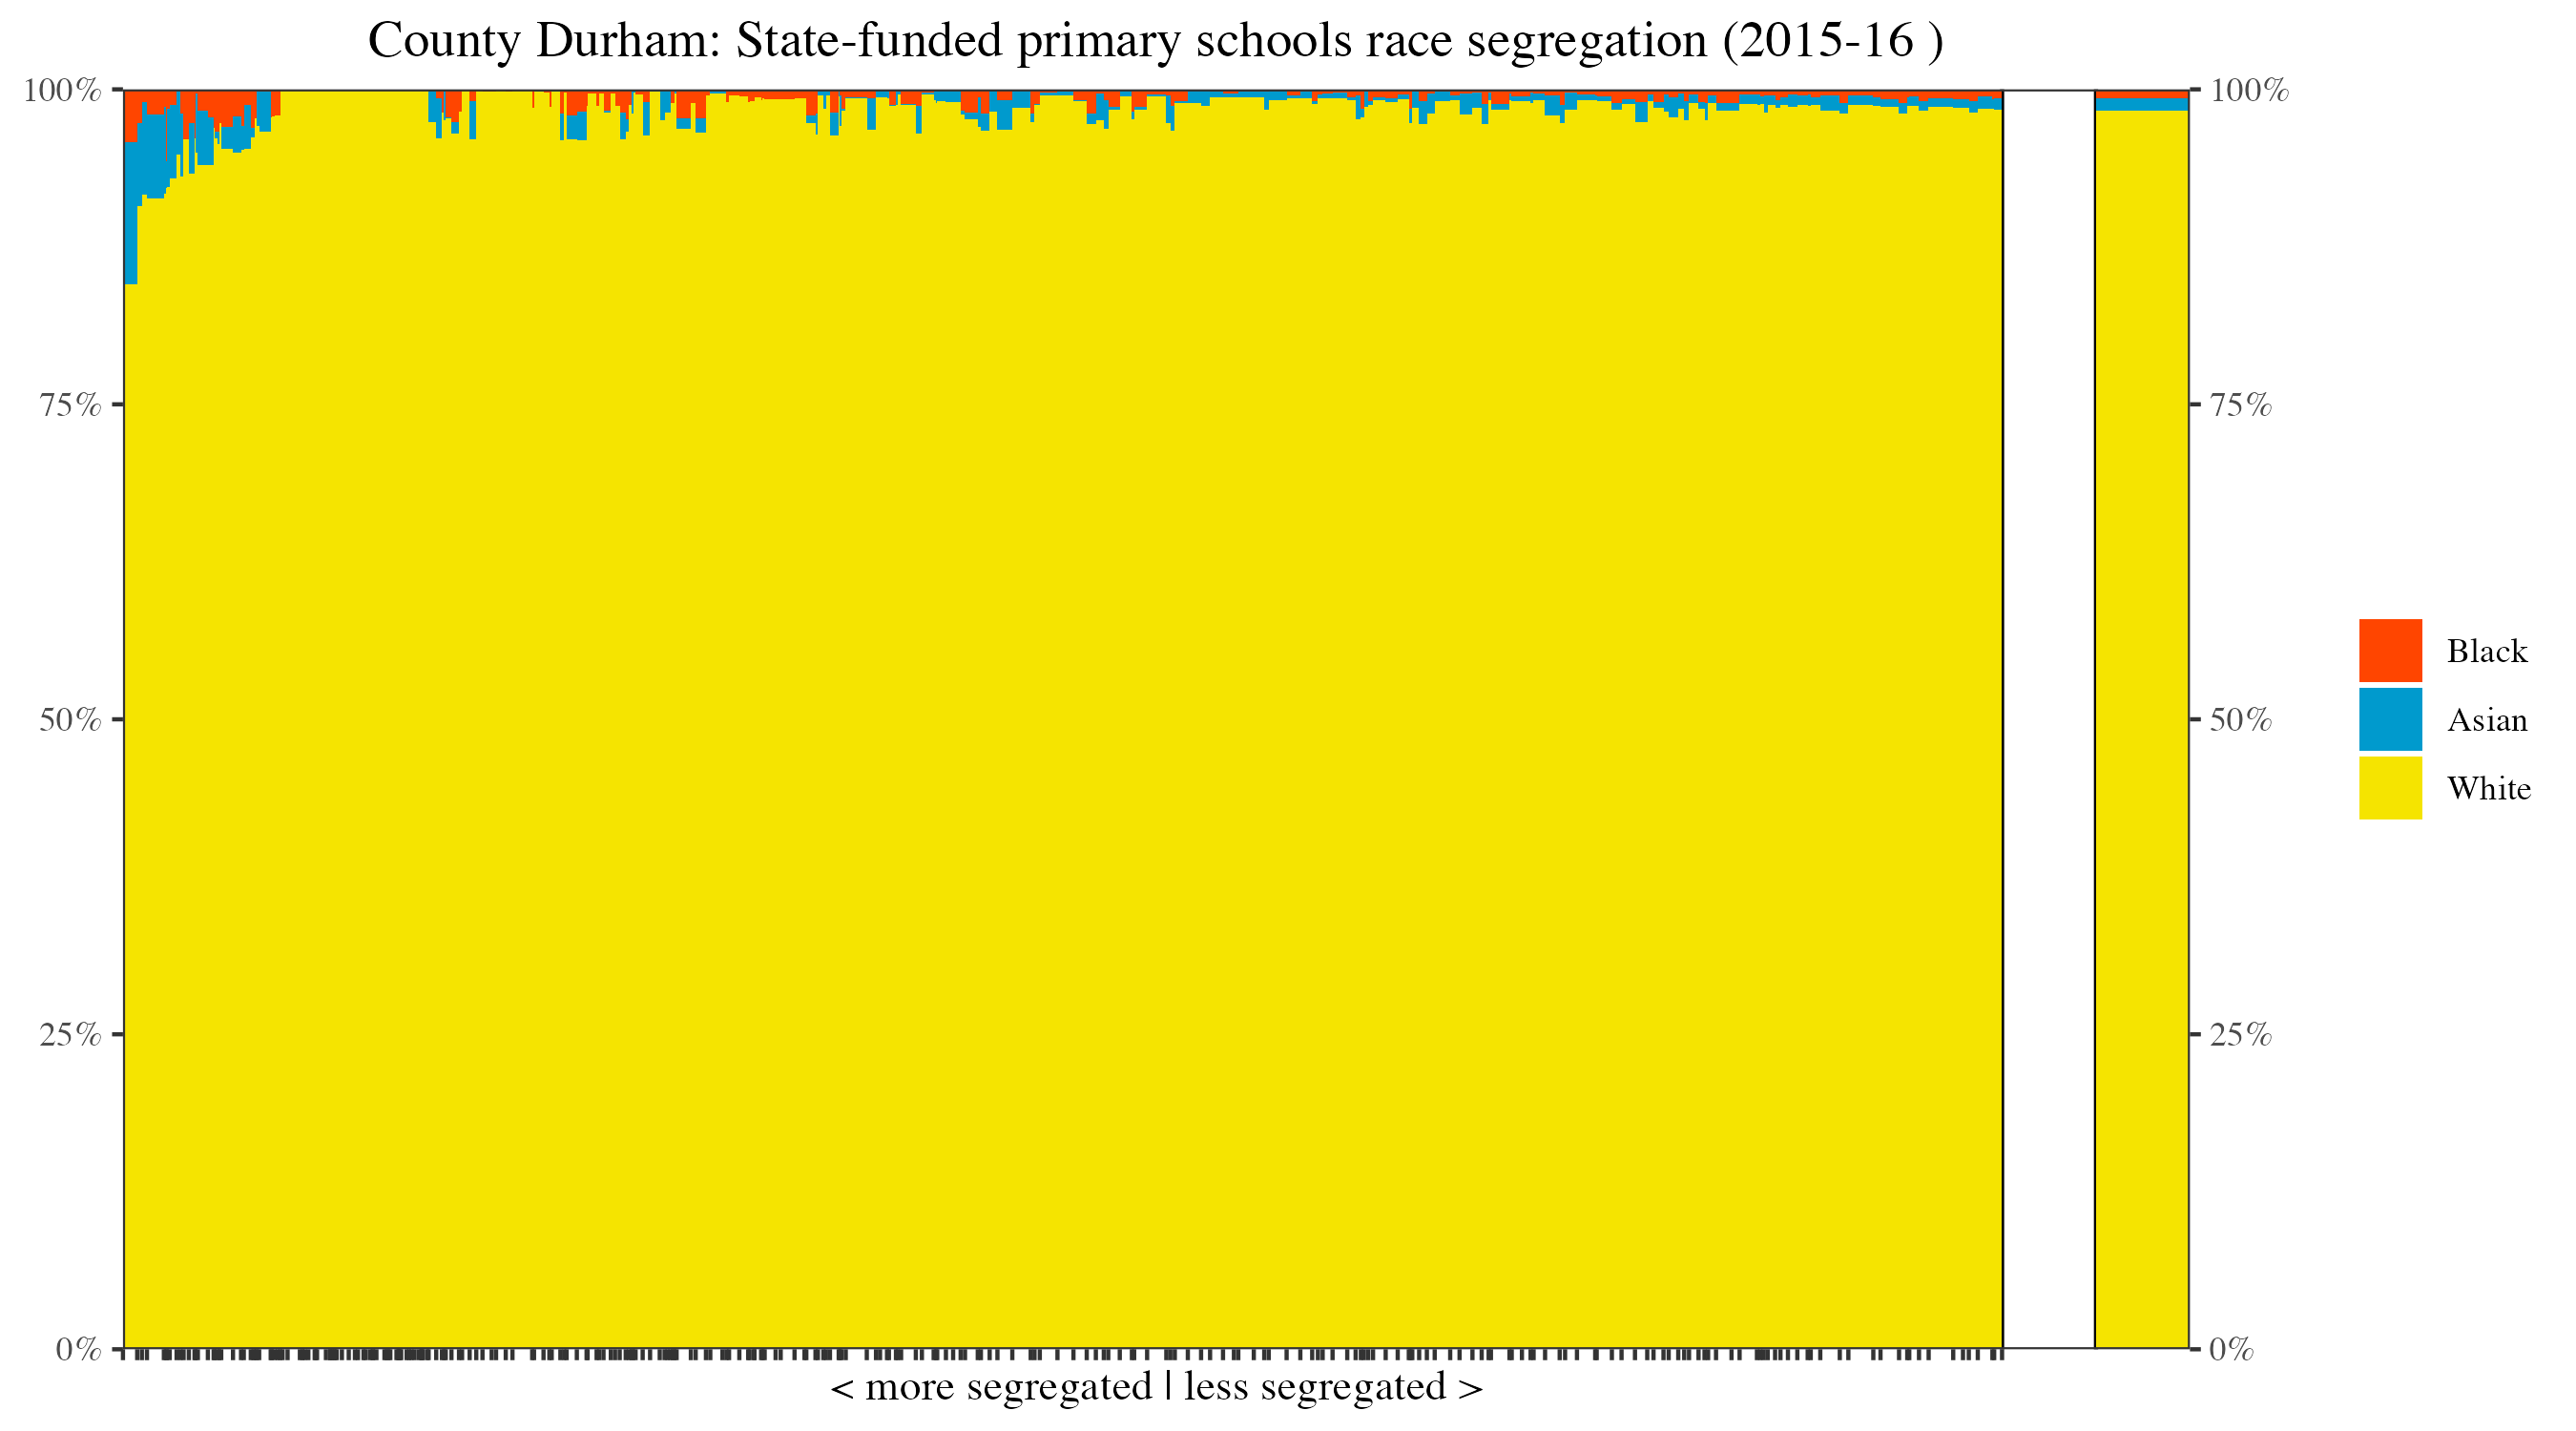 County Durham: State-funded primary schools race segregation (2015-16 )
100%
75%
50%
25%
0%
100%
75%
50%
25%
0%
Black
Asian
White
< more segregated | less segregated >